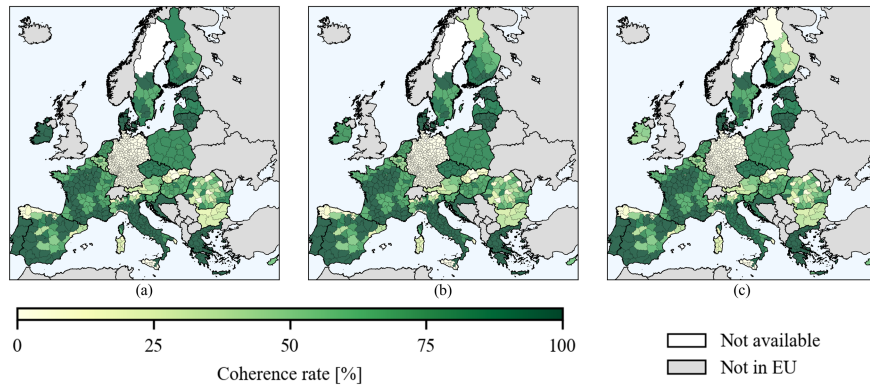 (a) (b) (c)
0 25 50 75 100
Coherence rate [%]
Not available
Not in EU